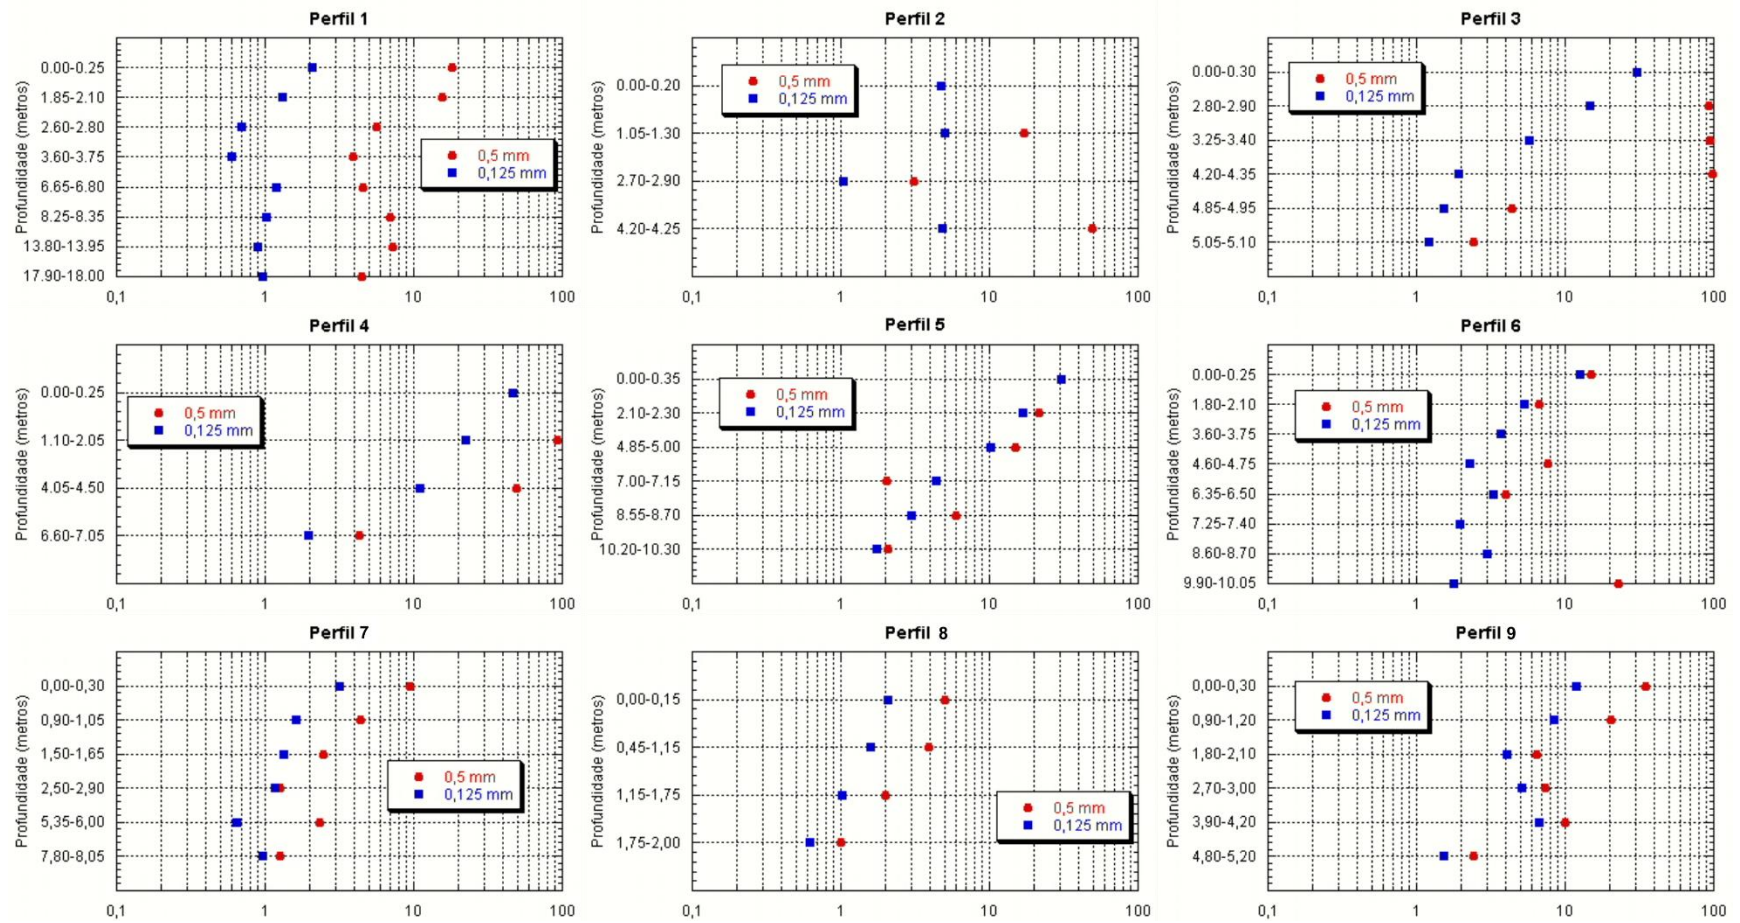 Perfil 1
Profundidade (metros)
0.00-0.25
1.85-2.10
2.60-2.80
3.60-3.75
6.65-6.80
8.25-8.35
13.80-13.95
17.90-18.00
0,5 mm
0,125 mm
0,1 1 10 100
Perfil 2
Profundidade (metros)
0.00-0.20
1.05-1.30
2.70-2.90
4.20-4.25
0,5 mm
0,125 mm
0,1 1 10 100
Perfil 3
Profundidade (metros)
0.00-0.30
2.80-2.90
3.25-3.40
4.20-4.35
4.85-4.95
5.05-5.10
0,5 mm
0,125 mm
0,1 1 10 100
Perfil 4
Profundidade (metros)
0.00-0.25
1.10-2.05
4.05-4.50
6.60-7.05
0,5 mm
0,125 mm
0,1 1 10 100
Perfil 5
Profundidade (metros)
0.00-0.35
2.10-2.30
4.85-5.00
7.00-7.15
8.55-8.70
10.20-10.30
0,5 mm
0,125 mm
0,1 1 10 100
Perfil 6
Profundidade (metros)
0.00-0.25
1.80-2.10
3.60-3.75
4.60-4.75
6.35-6.50
7.25-7.40
8.60-8.70
9.90-10.05
0,5 mm
0,125 mm
0,1 1 10 100
Perfil 7
Profundidade (metros)
0,00-0,30
0,90-1,05
1,50-1,65
2,50-2,90
5,35-6,00
7,80-8,05
0,5 mm
0,125 mm
0,1 1 10 100
Perfil 8
Profundidade (metros)
0,00-0,15
0,45-1,15
1,15-1,75
1,75-2,00
0,5 mm
0,125 mm
0,1 1 10 100
Perfil 9
Profundidade (metros)
0,00-0,30
0,90-1,20
1,80-2,10
2,70-3,00
3,90-4,20
4,80-5,20
0,5 mm
0,125 mm
0,1 1 10 100